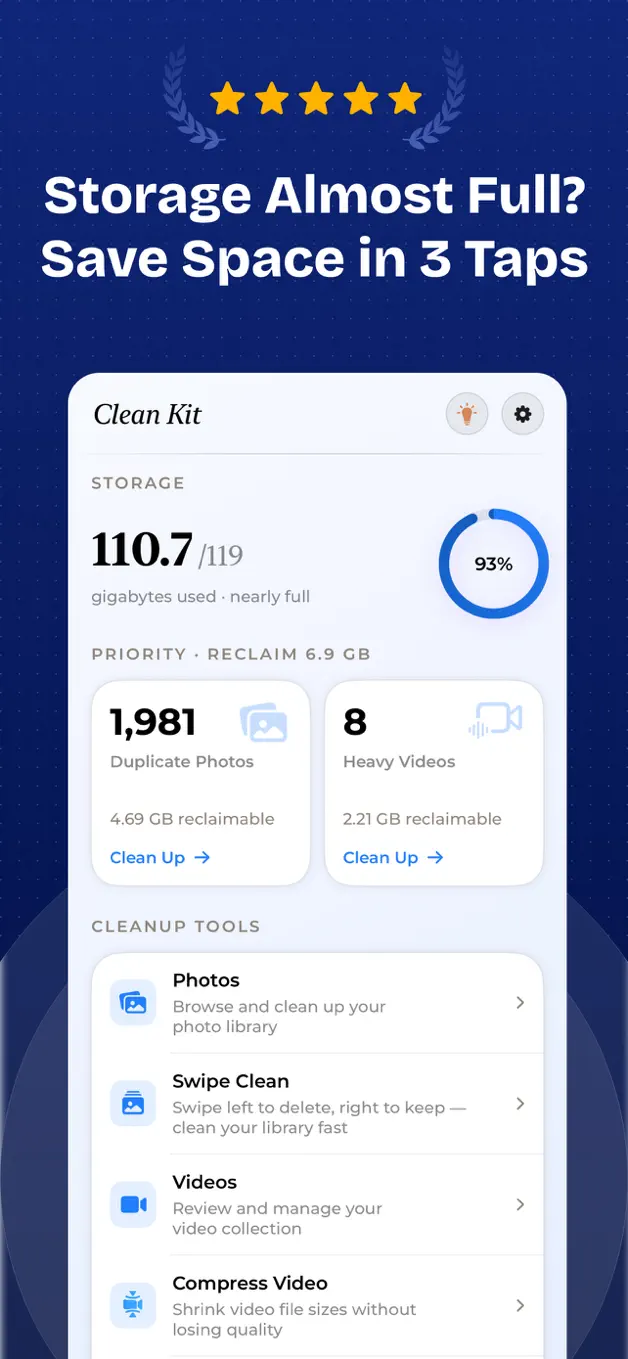 Storage Almost Full?
Save Space in 3 Taps
Clean Kit
STORAGE
110.7 /119
93%
gigabytes used · nearly full
PRIORITY · RECLAIM 6.9 GB
1,981
Duplicate Photos
4.69 GB reclaimable
Clean Up →
8
Heavy Videos
2.21 GB reclaimable
Clean Up →
CLEANUP TOOLS
Photos
Browse and clean up your
photo library
Swipe Clean
Swipe left to delete, right to keep —
clean your library fast
Videos
Review and manage your
video collection
Compress Video
Shrink video file sizes without
losing quality